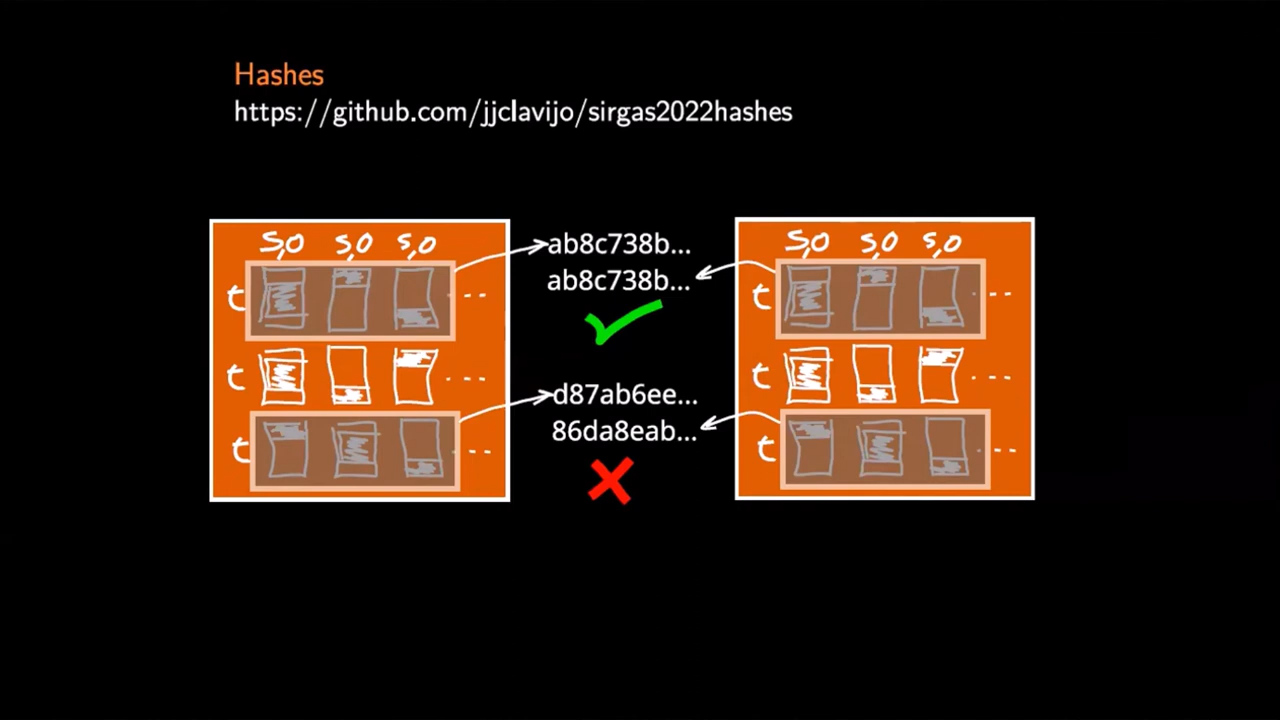 Hashes
https://github.com/jjclavijo/sirgas2022hashes
S,O S,O S,O
t ...
t ...
t ..
ab8c738b...
ab8c738b...
d87ab6ee...
86da8eab...
S,O S,O S,O
t ...
t ...
t ...